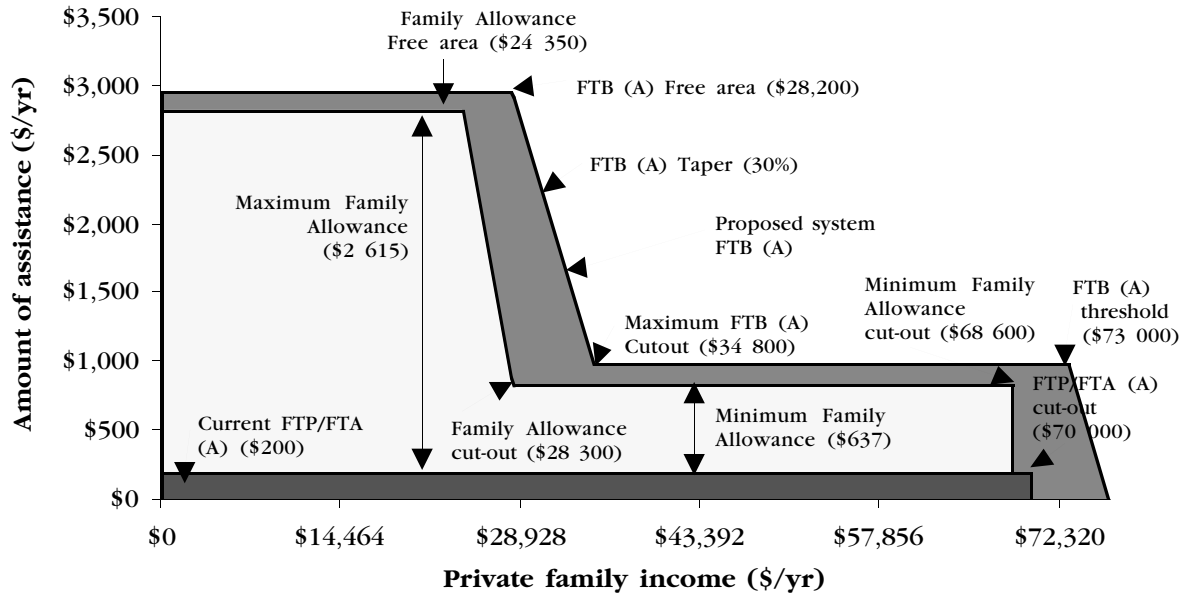 $3,500
Family Allowance
Free area ($24 350)
$3,000
FTB (A) Free area ($28,200)
$2,500
FTB (A) Taper (30%)
Maximum Family
Allowance
($2 615)
$2,000
Proposed system
FTB (A)
$1,500
Minimum Family
Allowance
cut-out ($68 600)
FTB (A)
threshold
($73 000)
Maximum FTB (A)
Cutout ($34 800)
$1,000
FTP/FTA (A)
cut-out
($70 000)
Current FTP/FTA
(A) ($200)
Family Allowance
cut-out ($28 300)
Minimum Family
Allowance ($637)
$500
$0
Amount of assistance ($/yr)
$0 $14,464 $28,928 $43,392 $57,856 $72,320
Private family income ($/yr)